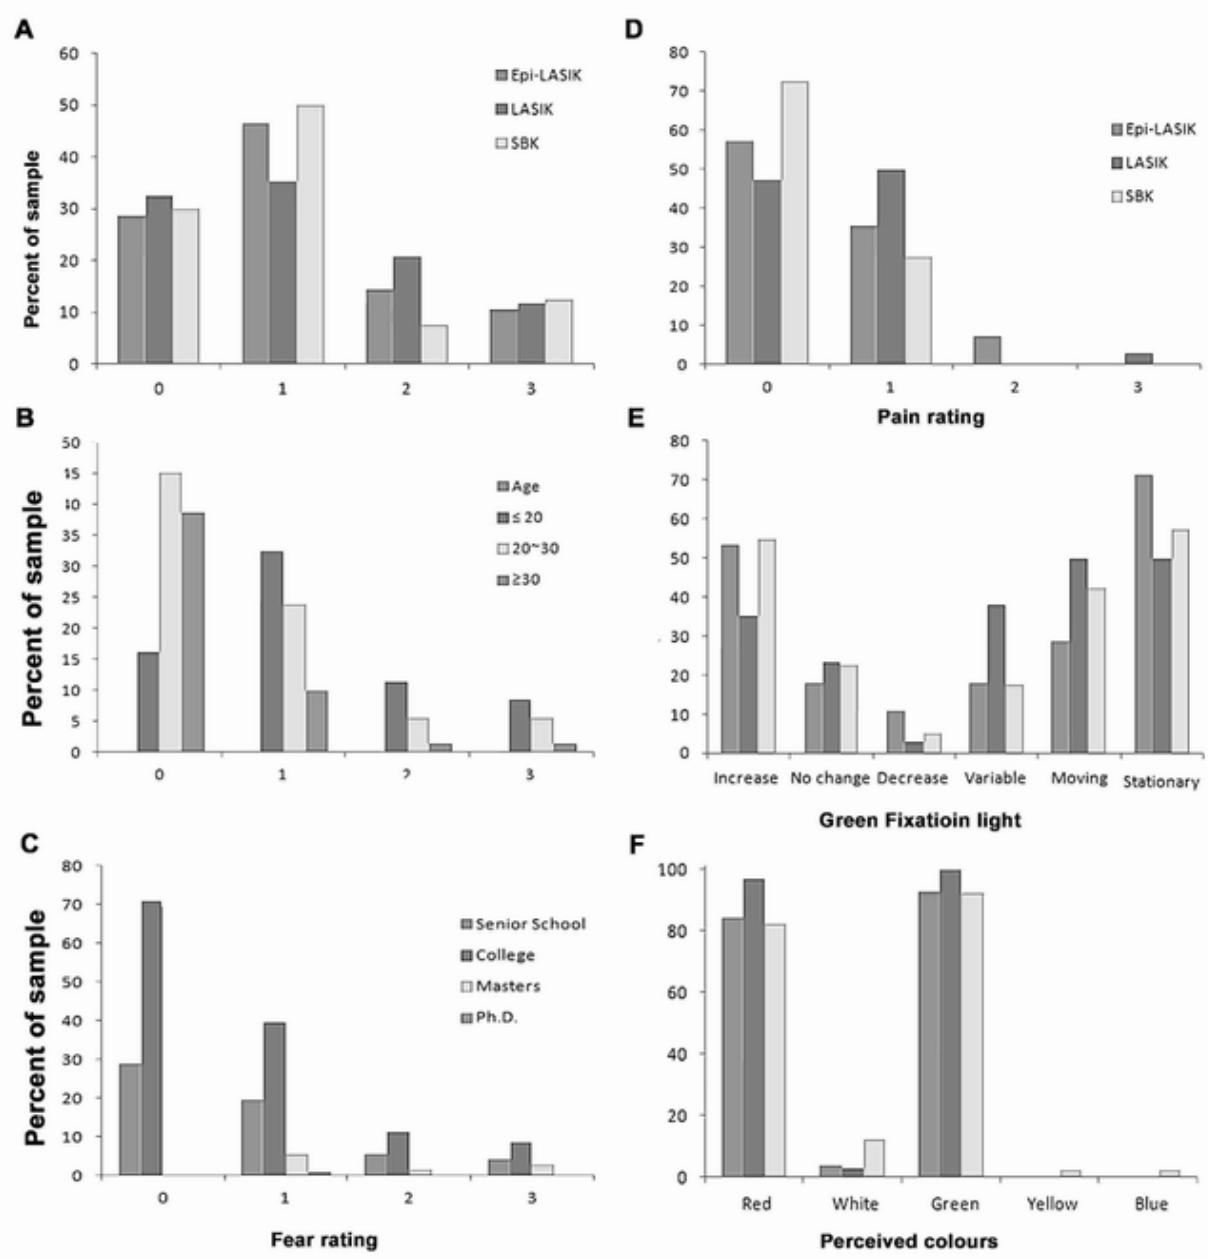 A
60
50
40
30
20
10
0
Percent of sample
Epi-LASIK
LASIK
SBK
0 1 2 3
B
50
15
10
35
30
25
20
15
10
5
0
Percent of sample
Age
≤ 20
20~30
≥30
0 1 2 3
C
80
70
60
50
40
30
20
10
0
Percent of sample
Senior School
College
Masters
Ph.D.
0 1 2 3
Fear rating
D
80
70
60
50
40
30
20
10
0
Epi-LASIK
LASIK
SBK
0 1 2 3
Pain rating
E
80
70
60
50
40
30
20
10
0
Increase No change Decrease Variable Moving Stationary
Green Fixatioin light
F
100
80
60
40
20
0
Red White Green Yellow Blue
Perceived colours